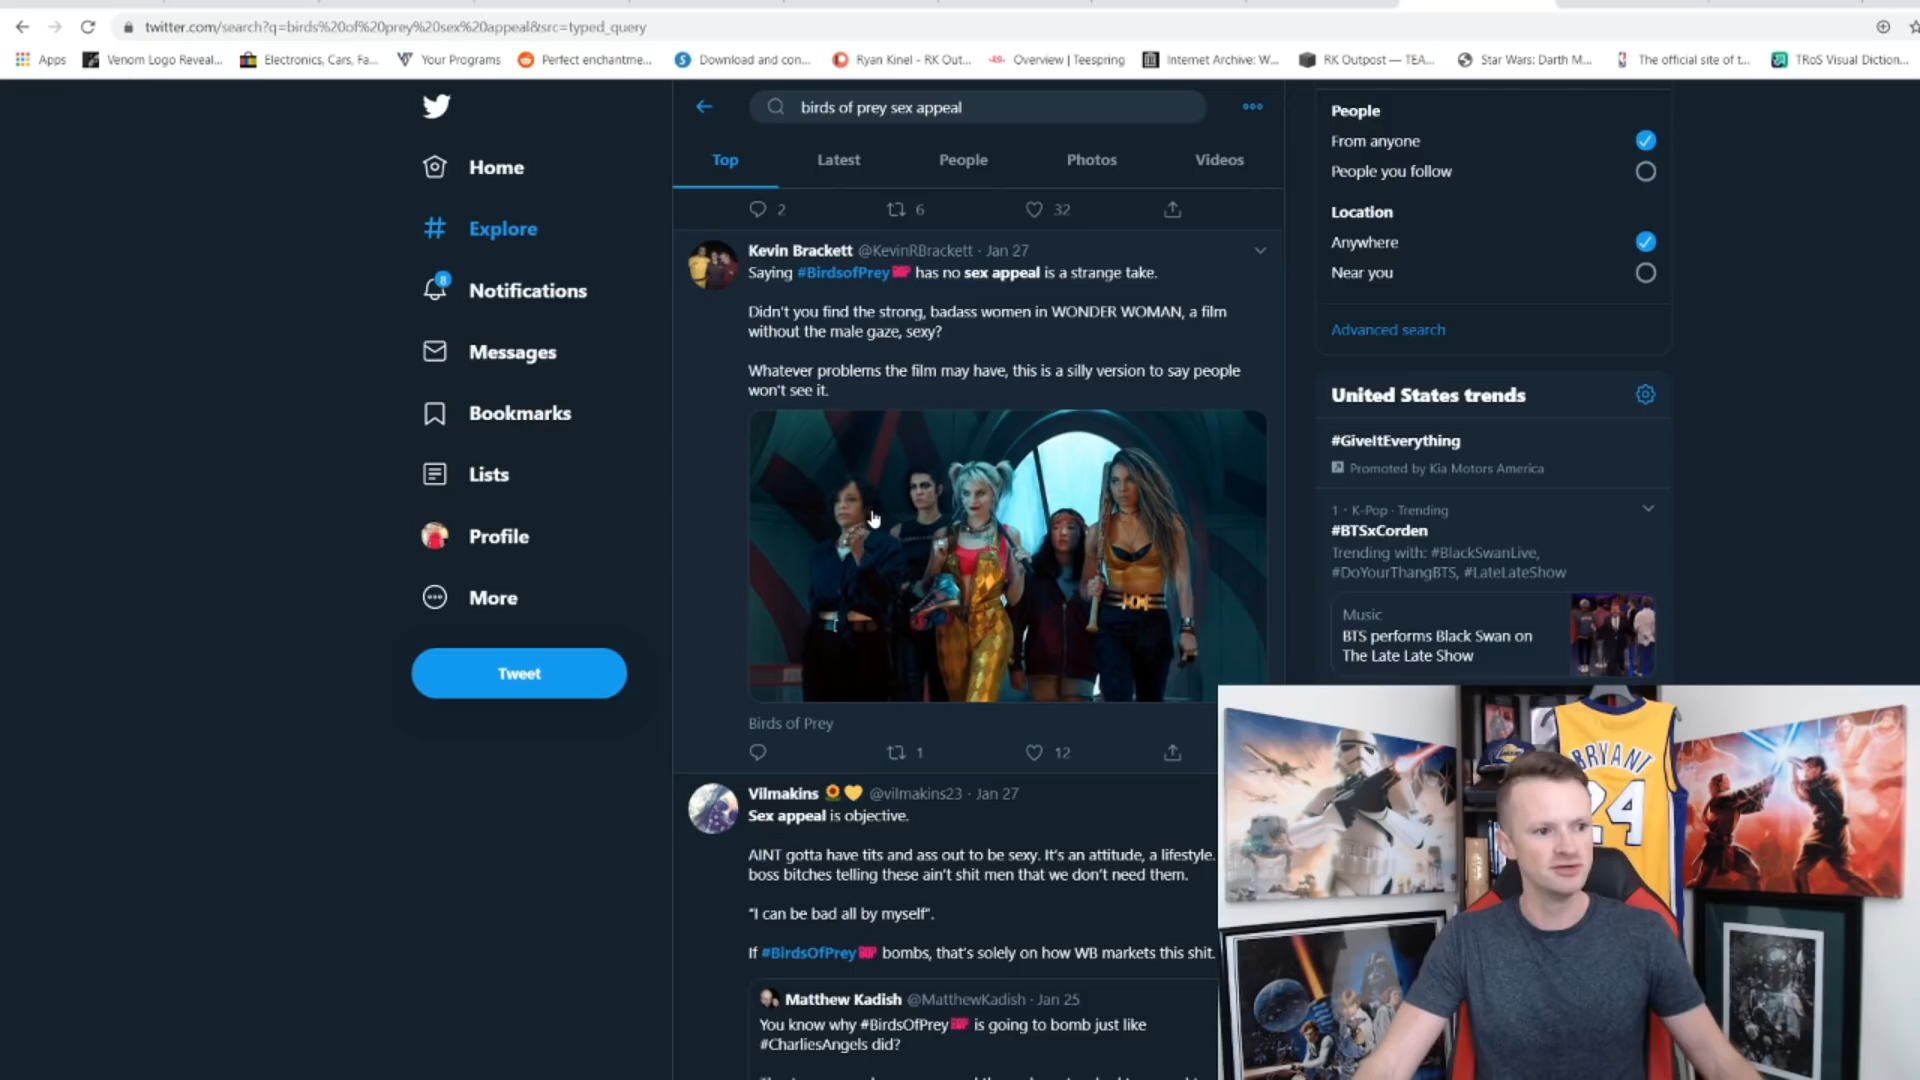 twitter.com/search?q=birds%20of%20prey%20sex%20appeal&src=typed_query
Apps
Venom Logo Reveal...
Electronics, Cars, Fa...
Your Programs
Perfect enchantme...
Download and con...
Ryan Kinel - RK Out...
Overview | Teespring
Internet Archive: W...
RK Outpost — TEA...
Star Wars: Darth M...
The official site of t...
TRoS Visual Diction...
Home
Explore
8
Notifications
Messages
Bookmarks
Lists
Profile
More
Tweet
birds of prey sex appeal
Top
Latest
People
Photos
Videos
2
6
32
Kevin Brackett @KevinRBrackett · Jan 27
Saying #BirdsofPrey has no sex appeal is a strange take.
Didn't you find the strong, badass women in WONDER WOMAN, a film
without the male gaze, sexy?
Whatever problems the film may have, this is a silly version to say people
won't see it.
Birds of Prey
1
12
Vilmakins @vilmakins23 · Jan 27
Sex appeal is objective.
AINT gotta have tits and ass out to be sexy. It's an attitude, a lifestyle.
boss bitches telling these ain't shit men that we don't need them.
"I can be bad all by myself".
If #BirdsOfPrey bombs, that's solely on how WB markets this shit.
Matthew Kadish @MatthewKadish · Jan 25
You know why #BirdsOfPrey is going to bomb just like
#CharliesAngels did?
People
From anyone
People you follow
Location
Anywhere
Near you
Advanced search
United States trends
#GiveItEverything
Promoted by Kia Motors America
1 · K-Pop · Trending
#BTSxCorden
Trending with: #BlackSwanLive,
#DoYourThangBTS, #LateLateShow
Music
BTS performs Black Swan on
The Late Late Show
BRYANT
24